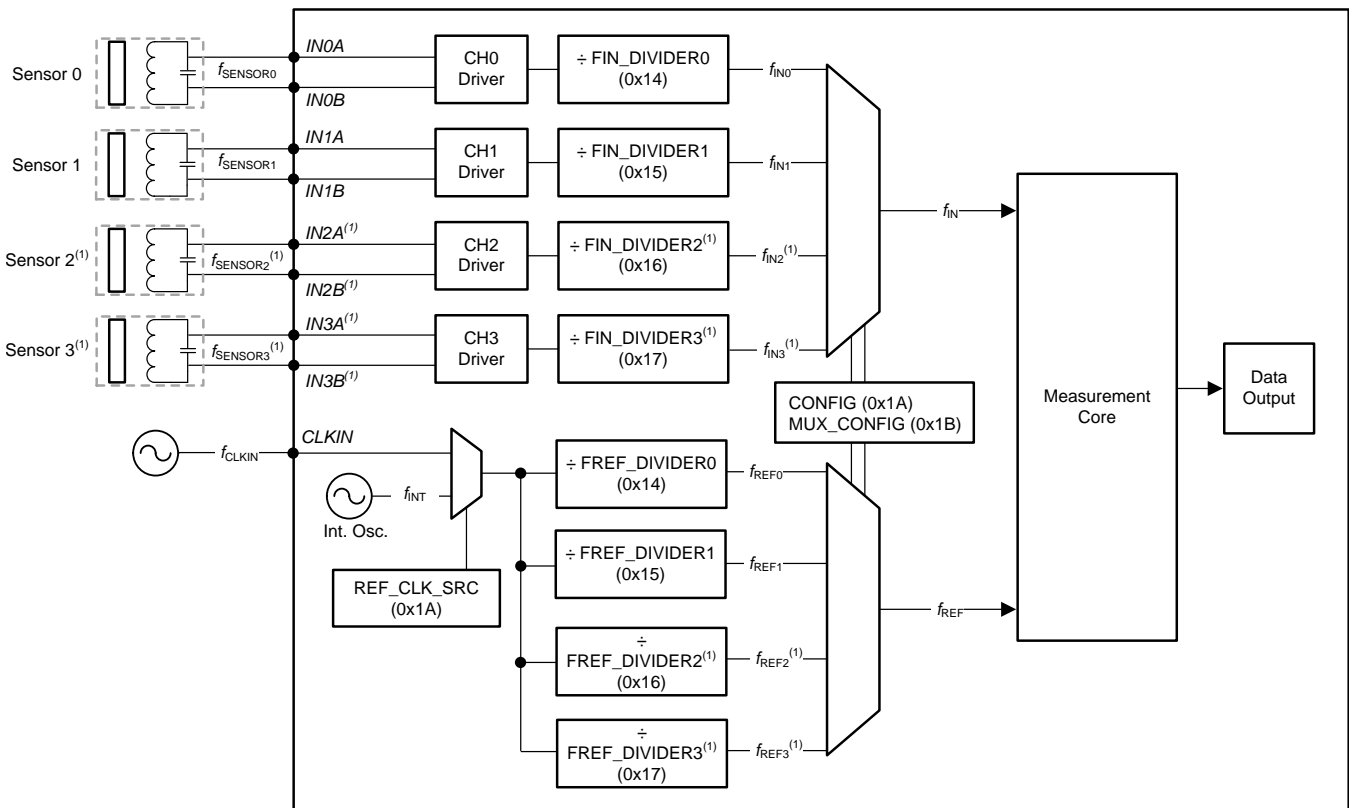 Sensor 0
fSENSOR0
IN0A
IN0B
CH0
Driver
÷ FIN_DIVIDER0
(0x14)
fIN0
Sensor 1
fSENSOR1
IN1A
IN1B
CH1
Driver
÷ FIN_DIVIDER1
(0x15)
fIN1
Sensor 2(1)
fSENSOR2(1)
IN2A(1)
IN2B(1)
CH2
Driver
÷ FIN_DIVIDER2(1)
(0x16)
fIN2(1)
Sensor 3(1)
fSENSOR3(1)
IN3A(1)
IN3B(1)
CH3
Driver
÷ FIN_DIVIDER3(1)
(0x17)
fIN3(1)
fIN
CONFIG (0x1A)
MUX_CONFIG (0x1B)
Measurement
Core
Data
Output
fCLKIN
CLKIN
fINT
Int. Osc.
REF_CLK_SRC
(0x1A)
÷ FREF_DIVIDER0
(0x14)
fREF0
÷ FREF_DIVIDER1
(0x15)
fREF1
÷
FREF_DIVIDER2(1)
(0x16)
fREF2(1)
÷
FREF_DIVIDER3(1)
(0x17)
fREF3(1)
fREF